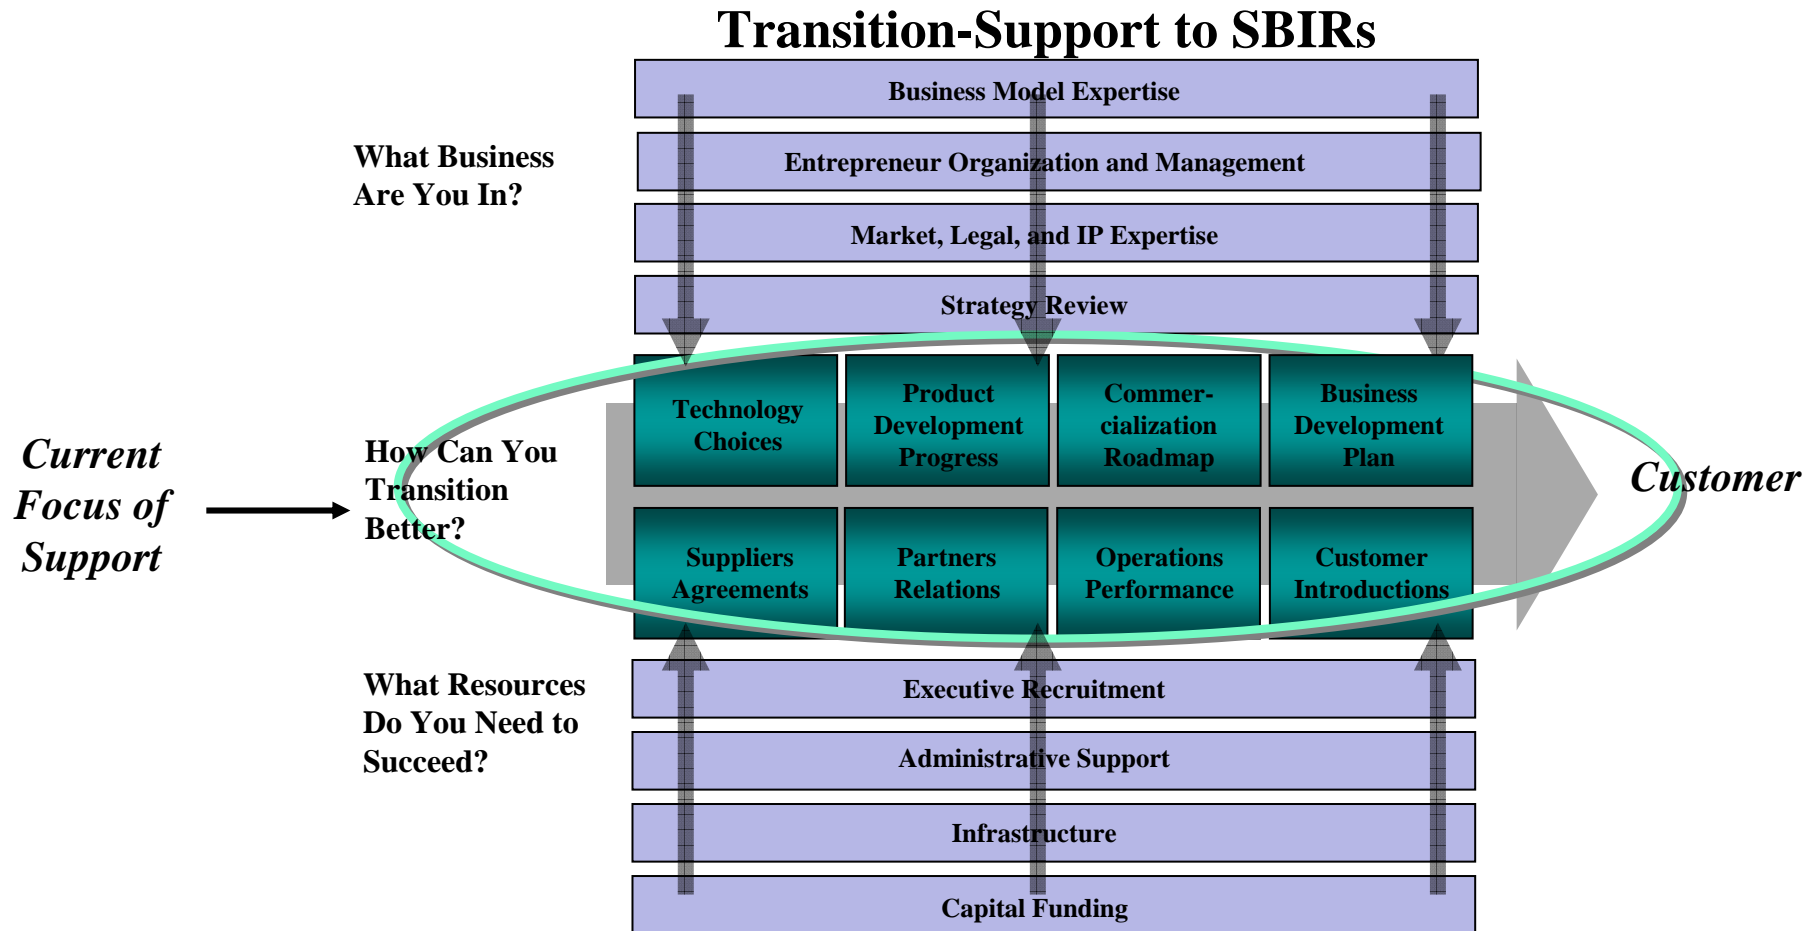 Transition-Support to SBIRs
Business Model Expertise
What Business
Are You In?
Entrepreneur Organization and Management
Market, Legal, and IP Expertise
Strategy Review
Current
Focus of
Support
How Can You
Transition
Better?
Technology
Choices
Product
Development
Progress
Commer-
cialization
Roadmap
Business
Development
Plan
Customer
Suppliers
Agreements
Partners
Relations
Operations
Performance
Customer
Introductions
What Resources
Do You Need to
Succeed?
Executive Recruitment
Administrative Support
Infrastructure
Capital Funding